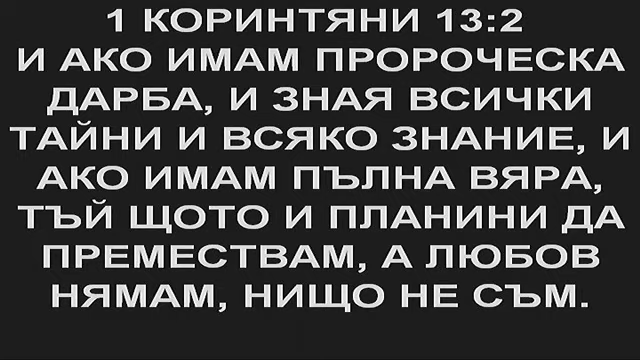 1 КОРИНТЯНИ 13:2
И АКО ИМАМ ПРОРОЧЕСКА
ДАРБА, И ЗНАЯ ВСИЧКИ
ТАЙНИ И ВСЯКО ЗНАНИЕ, И
АКО ИМАМ ПЪЛНА ВЯРА,
ТЪЙ ЩОТО И ПЛАНИНИ ДА
ПРЕМЕСТВАМ, А ЛЮБОВ
НЯМАМ, НИЩО НЕ СЪМ.